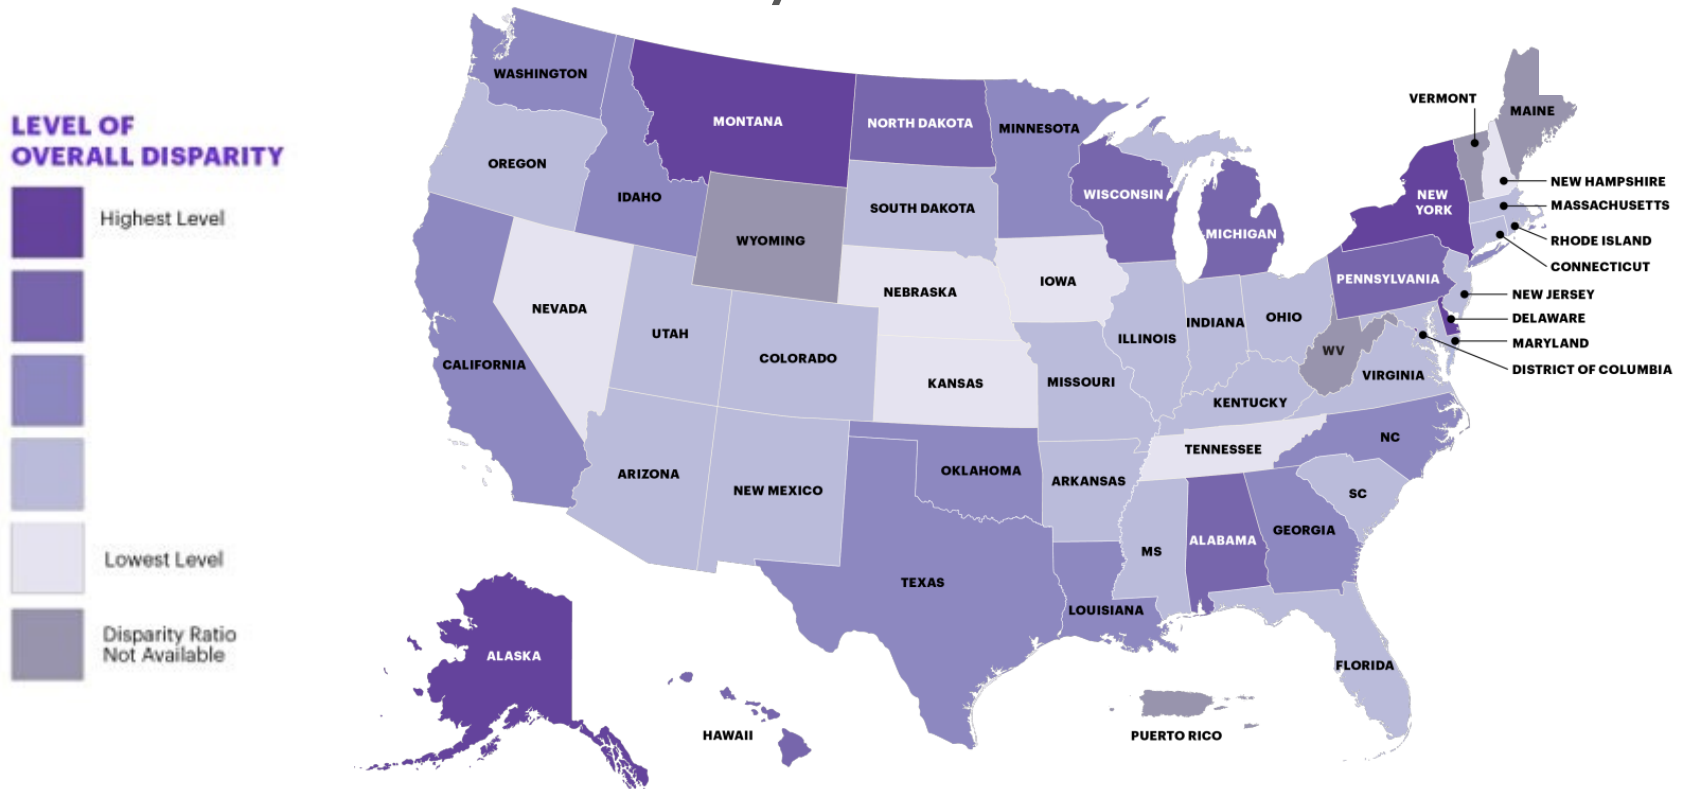 LEVEL OF
OVERALL DISPARITY
Highest Level
Lowest Level
Disparity Ratio
Not Available
WASHINGTON
OREGON
IDAHO
MONTANA
WYOMING
NORTH DAKOTA
SOUTH DAKOTA
MINNESOTA
WISCONSIN
MICHIGAN
NEBRASKA
IOWA
NEVADA
UTAH
COLORADO
KANSAS
CALIFORNIA
ARIZONA
NEW MEXICO
MISSOURI
ILLINOIS
INDIANA
OHIO
WV
VIRGINIA
KENTUCKY
TENNESSEE
NC
SC
OKLAHOMA
ARKANSAS
TEXAS
LOUISIANA
MS
ALABAMA
GEORGIA
FLORIDA
ALASKA
HAWAII
PUERTO RICO
PENNSYLVANIA
NEW
YORK
VERMONT
MAINE
NEW HAMPSHIRE
MASSACHUSETTS
RHODE ISLAND
CONNECTICUT
NEW JERSEY
DELAWARE
MARYLAND
DISTRICT OF COLUMBIA